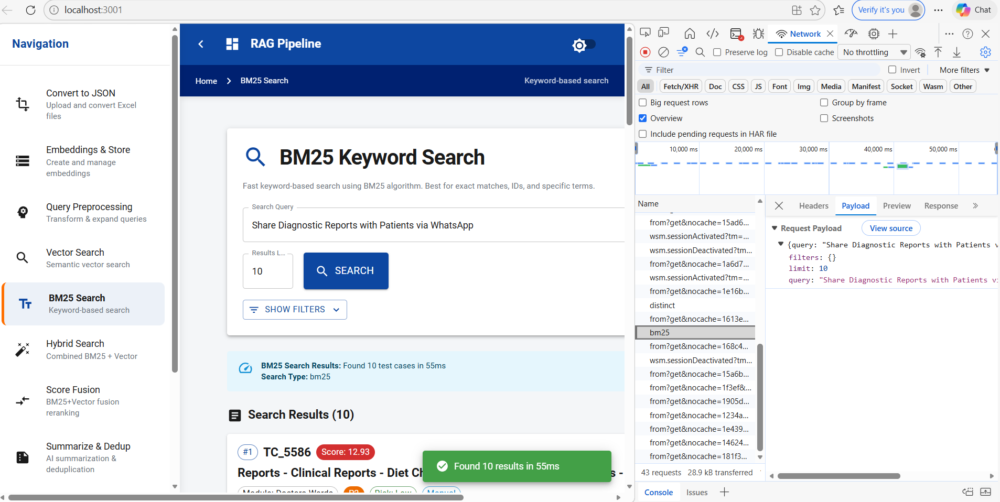 localhost:3001
Verify it's you
Chat
Navigation
Convert to JSON
Upload and convert Excel
files
Embeddings & Store
Create and manage
embeddings
Query Preprocessing
Transform & expand queries
Vector Search
Semantic vector search
BM25 Search
Keyword-based search
Hybrid Search
Combined BM25 + Vector
Score Fusion
BM25+Vector fusion
reranking
Summarize & Dedup
AI summarization &
deduplication
RAG Pipeline
Home
BM25 Search
Keyword-based search
BM25 Keyword Search
Fast keyword-based search using BM25 algorithm. Best for exact matches, IDs, and specific terms.
Search Query
Share Diagnostic Reports with Patients via WhatsApp
Results L...
10
SEARCH
SHOW FILTERS
BM25 Search Results: Found 10 test cases in 55ms
Search Type: bm25
Search Results (10)
#1 TC_5586 Score: 12.93
Reports - Clinical Reports - Diet
Found 10 results in 55ms
Module: Doctors Wards P2 Risk: Low Manual
Network
Preserve log
Disable cache
No throttling
Filter
Invert
More filters
All Fetch/XHR Doc CSS JS Font Img Media Manifest Socket Wasm Other
Big request rows
Group by frame
Overview
Screenshots
Include pending requests in HAR file
10,000 ms 20,000 ms 30,000 ms 40,000 ms 50,000 ms
Name
from?get&nocache=15ad6...
wsm.sessionActivated?tm=...
wsm.sessionDeactivated?tm...
from?get&nocache=1a6d7...
wsm.sessionActivated?tm=...
from?get&nocache=1e16b...
distinct
from?get&nocache=1613e...
bm25
from?get&nocache=168c4...
wsm.sessionDeactivated?tm...
from?get&nocache=15a6b...
from?get&nocache=1f3ef&...
from?get&nocache=1905d...
from?get&nocache=1234a...
from?get&nocache=1e439...
from?get&nocache=14624...
from?get&nocache=181f3...
43 requests 28.9 kB transferred
Headers Payload Preview Response
Request Payload View source
{query: "Share Diagnostic Reports with Patients v
filters: {}
limit: 10
query: "Share Diagnostic Reports with Patients vi
Console Issues